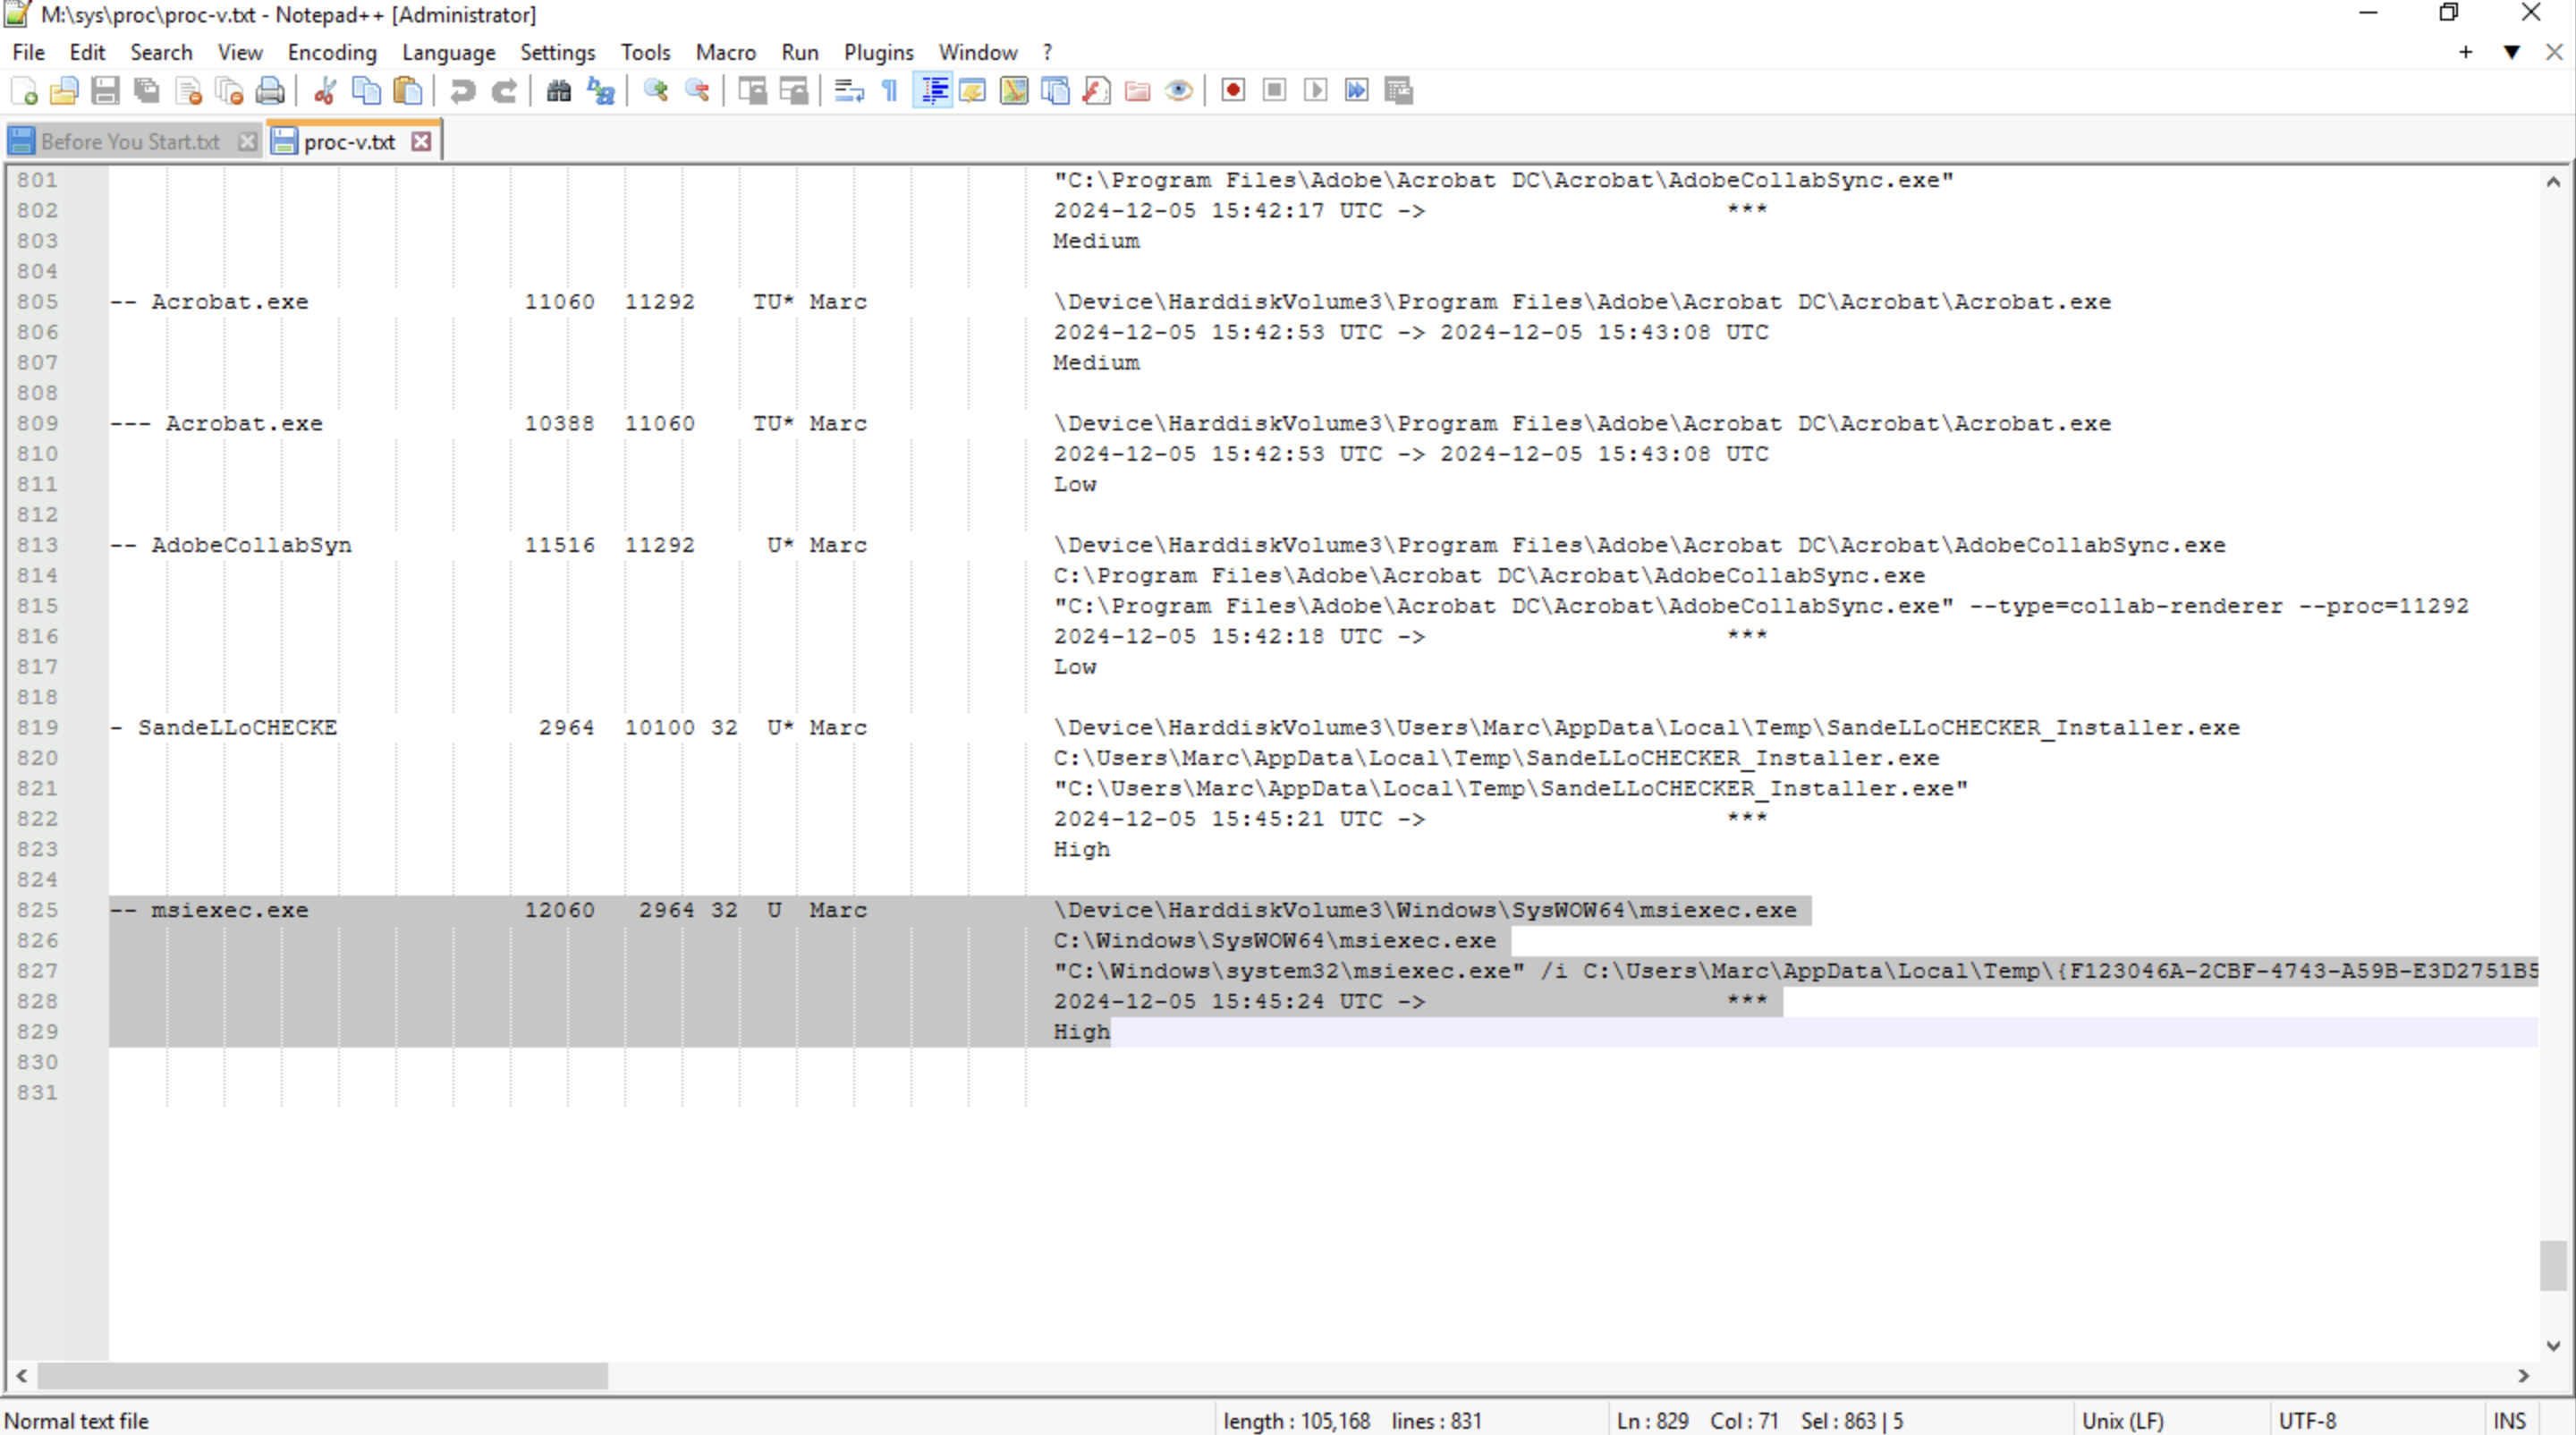 M:\sys\proc\proc-v.txt - Notepad++ [Administrator]
File Edit Search View Encoding Language Settings Tools Macro Run Plugins Window ?
Before You Start.txt proc-v.txt
801 "C:\Program Files\Adobe\Acrobat DC\Acrobat\AdobeCollabSync.exe"
802 2024-12-05 15:42:17 UTC -> ***
803 Medium
804
805 -- Acrobat.exe 11060 11292 TU* Marc \Device\HarddiskVolume3\Program Files\Adobe\Acrobat DC\Acrobat\Acrobat.exe
806 2024-12-05 15:42:53 UTC -> 2024-12-05 15:43:08 UTC
807 Medium
808
809 --- Acrobat.exe 10388 11060 TU* Marc \Device\HarddiskVolume3\Program Files\Adobe\Acrobat DC\Acrobat\Acrobat.exe
810 2024-12-05 15:42:53 UTC -> 2024-12-05 15:43:08 UTC
811 Low
812
813 -- AdobeCollabSyn 11516 11292 U* Marc \Device\HarddiskVolume3\Program Files\Adobe\Acrobat DC\Acrobat\AdobeCollabSync.exe
814 C:\Program Files\Adobe\Acrobat DC\Acrobat\AdobeCollabSync.exe
815 "C:\Program Files\Adobe\Acrobat DC\Acrobat\AdobeCollabSync.exe" --type=collab-renderer --proc=11292
816 2024-12-05 15:42:18 UTC -> ***
817 Low
818
819 - SandeLLoCHECKE 2964 10100 32 U* Marc \Device\HarddiskVolume3\Users\Marc\AppData\Local\Temp\SandeLLoCHECKER_Installer.exe
820 C:\Users\Marc\AppData\Local\Temp\SandeLLoCHECKER_Installer.exe
821 "C:\Users\Marc\AppData\Local\Temp\SandeLLoCHECKER_Installer.exe"
822 2024-12-05 15:45:21 UTC -> ***
823 High
824
825 -- msiexec.exe 12060 2964 32 U Marc \Device\HarddiskVolume3\Windows\SysWOW64\msiexec.exe
826 C:\Windows\SysWOW64\msiexec.exe
827 "C:\Windows\system32\msiexec.exe" /i C:\Users\Marc\AppData\Local\Temp\{F123046A-2CBF-4743-A59B-E3D2751B5
828 2024-12-05 15:45:24 UTC -> ***
829 High
830
831
Normal text file length : 105,168 lines : 831 Ln : 829 Col : 71 Sel : 863 | 5 Unix (LF) UTF-8 INS